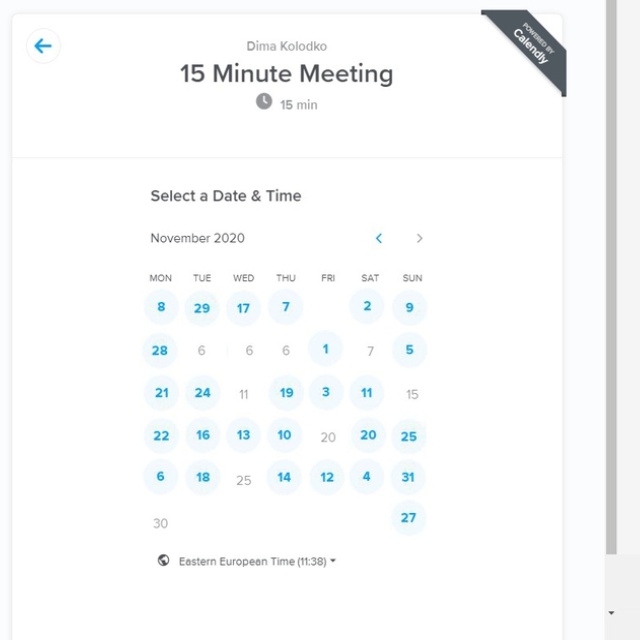 Dima Kolodko
POWERED BY
Calendly
15 Minute Meeting
15 min
Select a Date & Time
November 2020
MON TUE WED THU FRI SAT SUN
8 29 17 7 2 9
28 6 6 6 1 7 5
21 24 11 19 3 11 15
22 16 13 10 20 20 25
6 18 25 14 12 4 31
30 27
Eastern European Time (11:38)